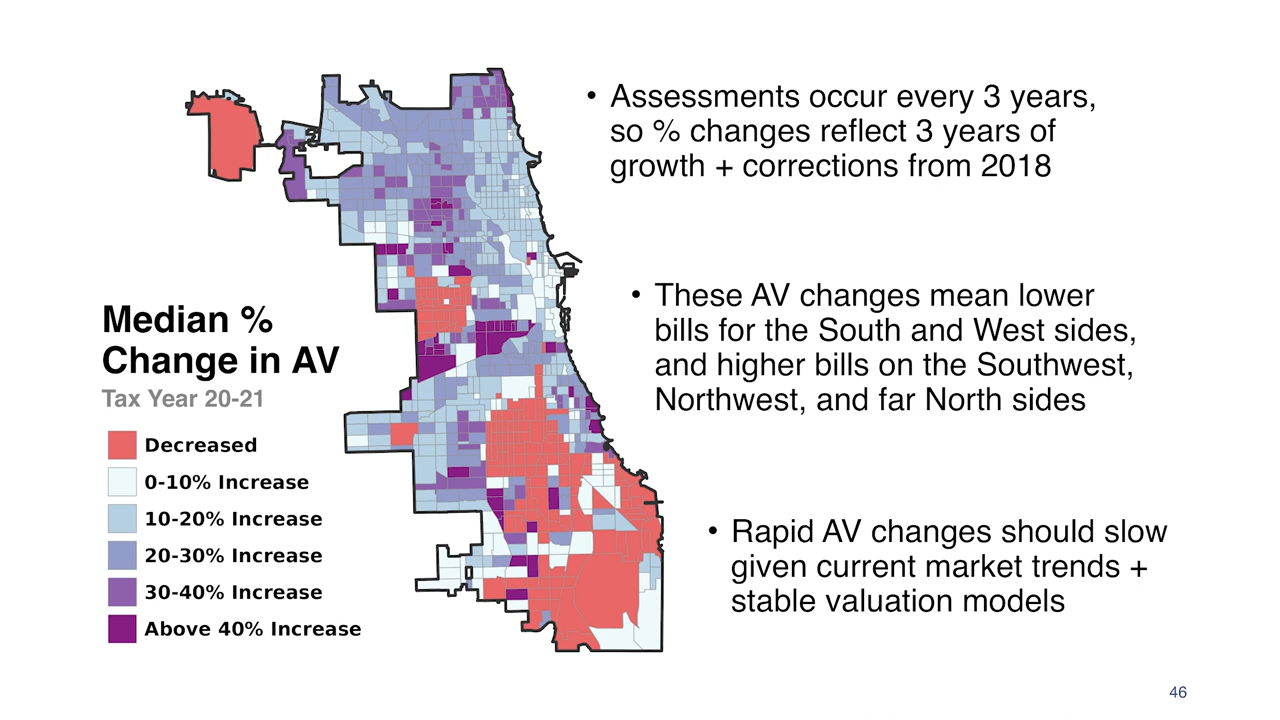 • Assessments occur every 3 years,
so % changes reflect 3 years of
growth + corrections from 2018
• These AV changes mean lower
bills for the South and West sides,
and higher bills on the Southwest,
Northwest, and far North sides
• Rapid AV changes should slow
given current market trends +
stable valuation models
Median %
Change in AV
Tax Year 20-21
Decreased
0-10% Increase
10-20% Increase
20-30% Increase
30-40% Increase
Above 40% Increase
46